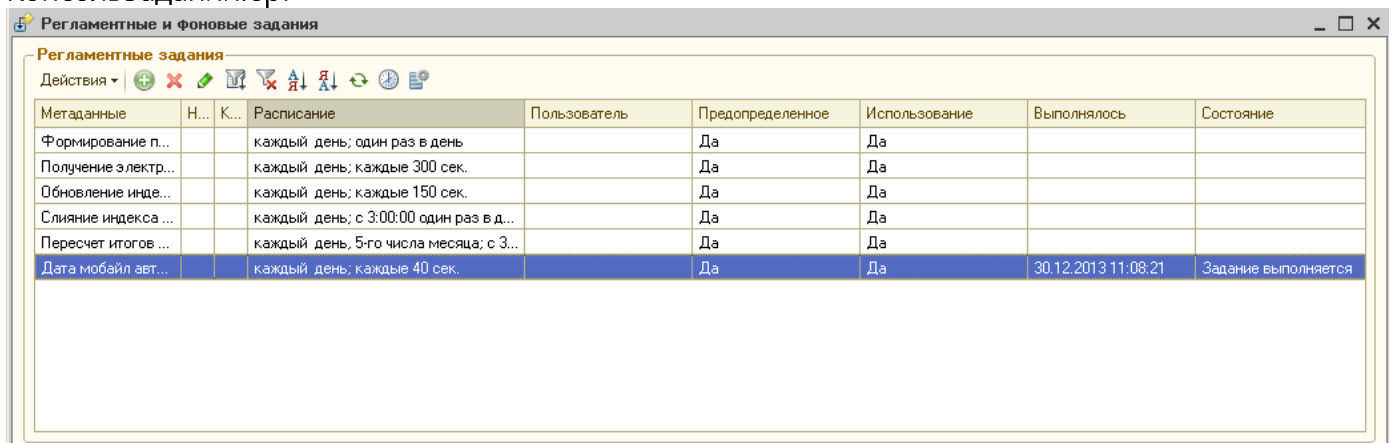 Регламентные и фоновые задания
Регламентные задания
Действия
Метаданные Н... К... Расписание Пользователь Предопределенное Использование Выполнялось Состояние
Формирование п... каждый день; один раз в день Да Да
Получение электр... каждый день; каждые 300 сек. Да Да
Обновление инде... каждый день; каждые 150 сек. Да Да
Слияние индекса ... каждый день; с 3:00:00 один раз в д... Да Да
Пересчет итогов ... каждый день, 5-го числа месяца; с 3... Да Да
Дата мобайл авт... каждый день; каждые 40 сек. Да Да 30.12.2013 11:08:21 Задание выполняется